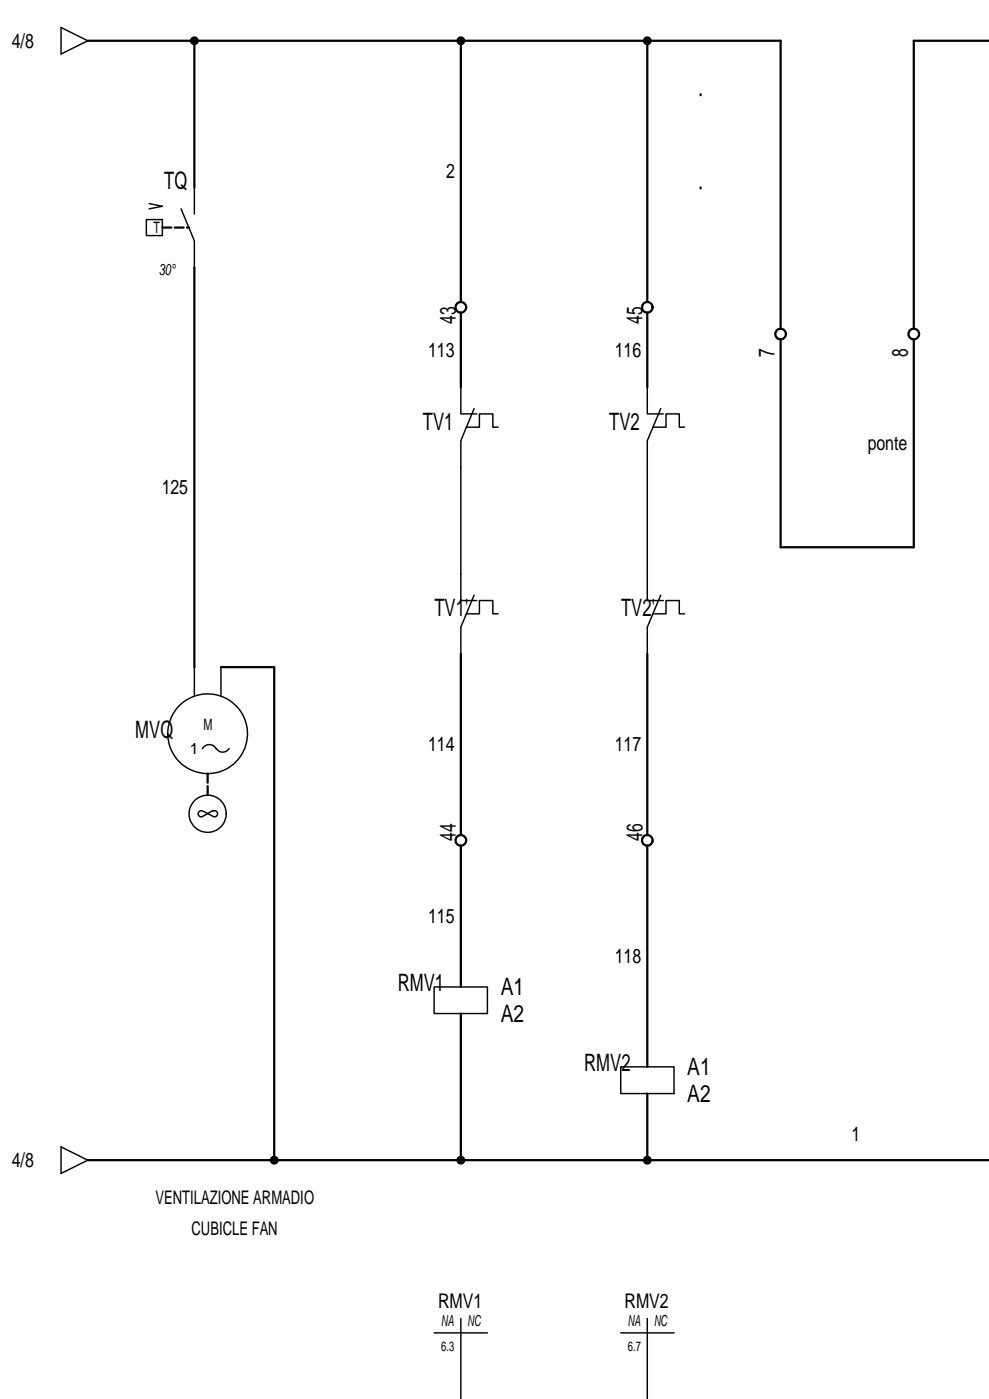 4/8
2
TQ
V
T
30°
43
45
113
116
7
8
TV1
TV2
ponte
125
TV1'
TV2'
MVQ
M
1
114
117
44
46
115
118
RMV1
A1
A2
RMV2
A1
A2
1
4/8
VENTILAZIONE ARMADIO
CUBICLE FAN
RMV1
NA NC
6.3
RMV2
NA NC
6.7